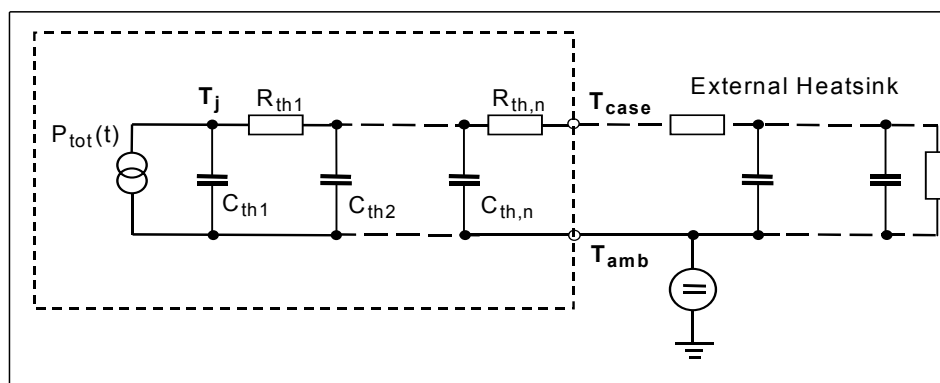 External Heatsink
T_j
R_th1
R_th,n
T_case
P_tot(t)
C_th1
C_th2
C_th,n
T_amb